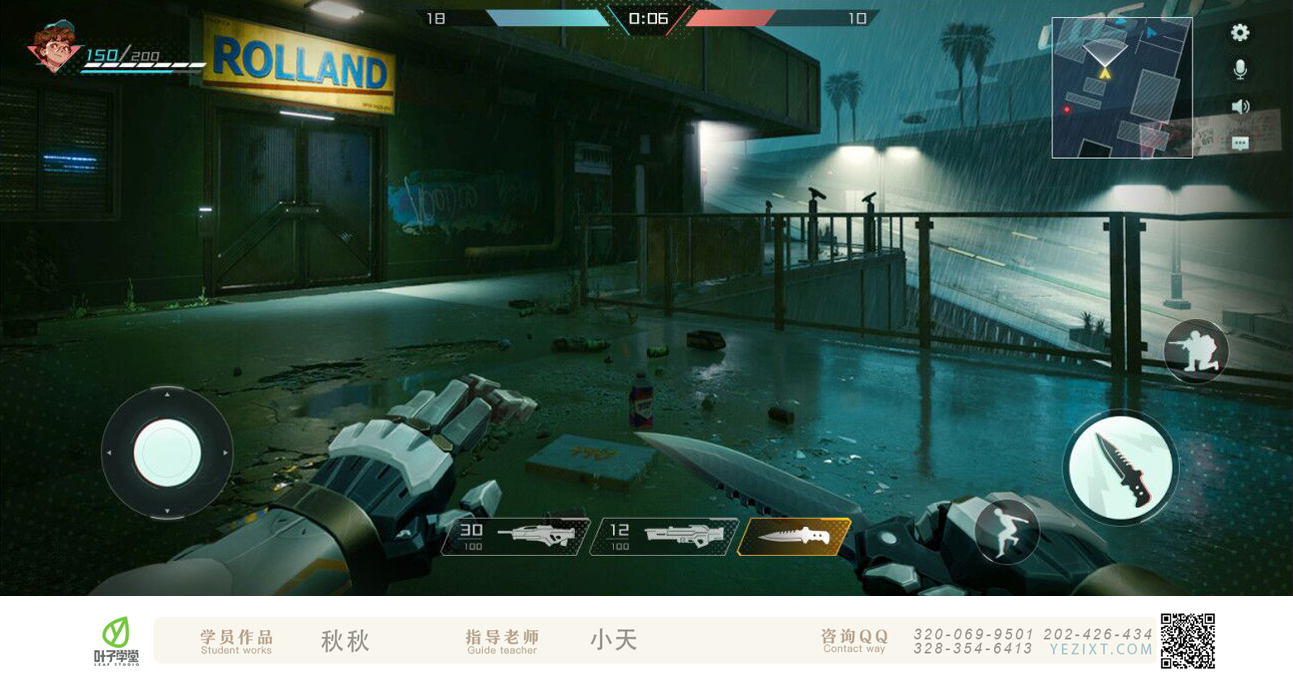 18
0:06
10
150/200
ROLLAND
30
100
12
100
叶子学堂
LEAF STUDIO
学员作品
Student works
秋秋
指导老师
Guide teacher
小天
咨询QQ
Contact way
320-069-9501 202-426-434
328-354-6413 YEZIXT.COM